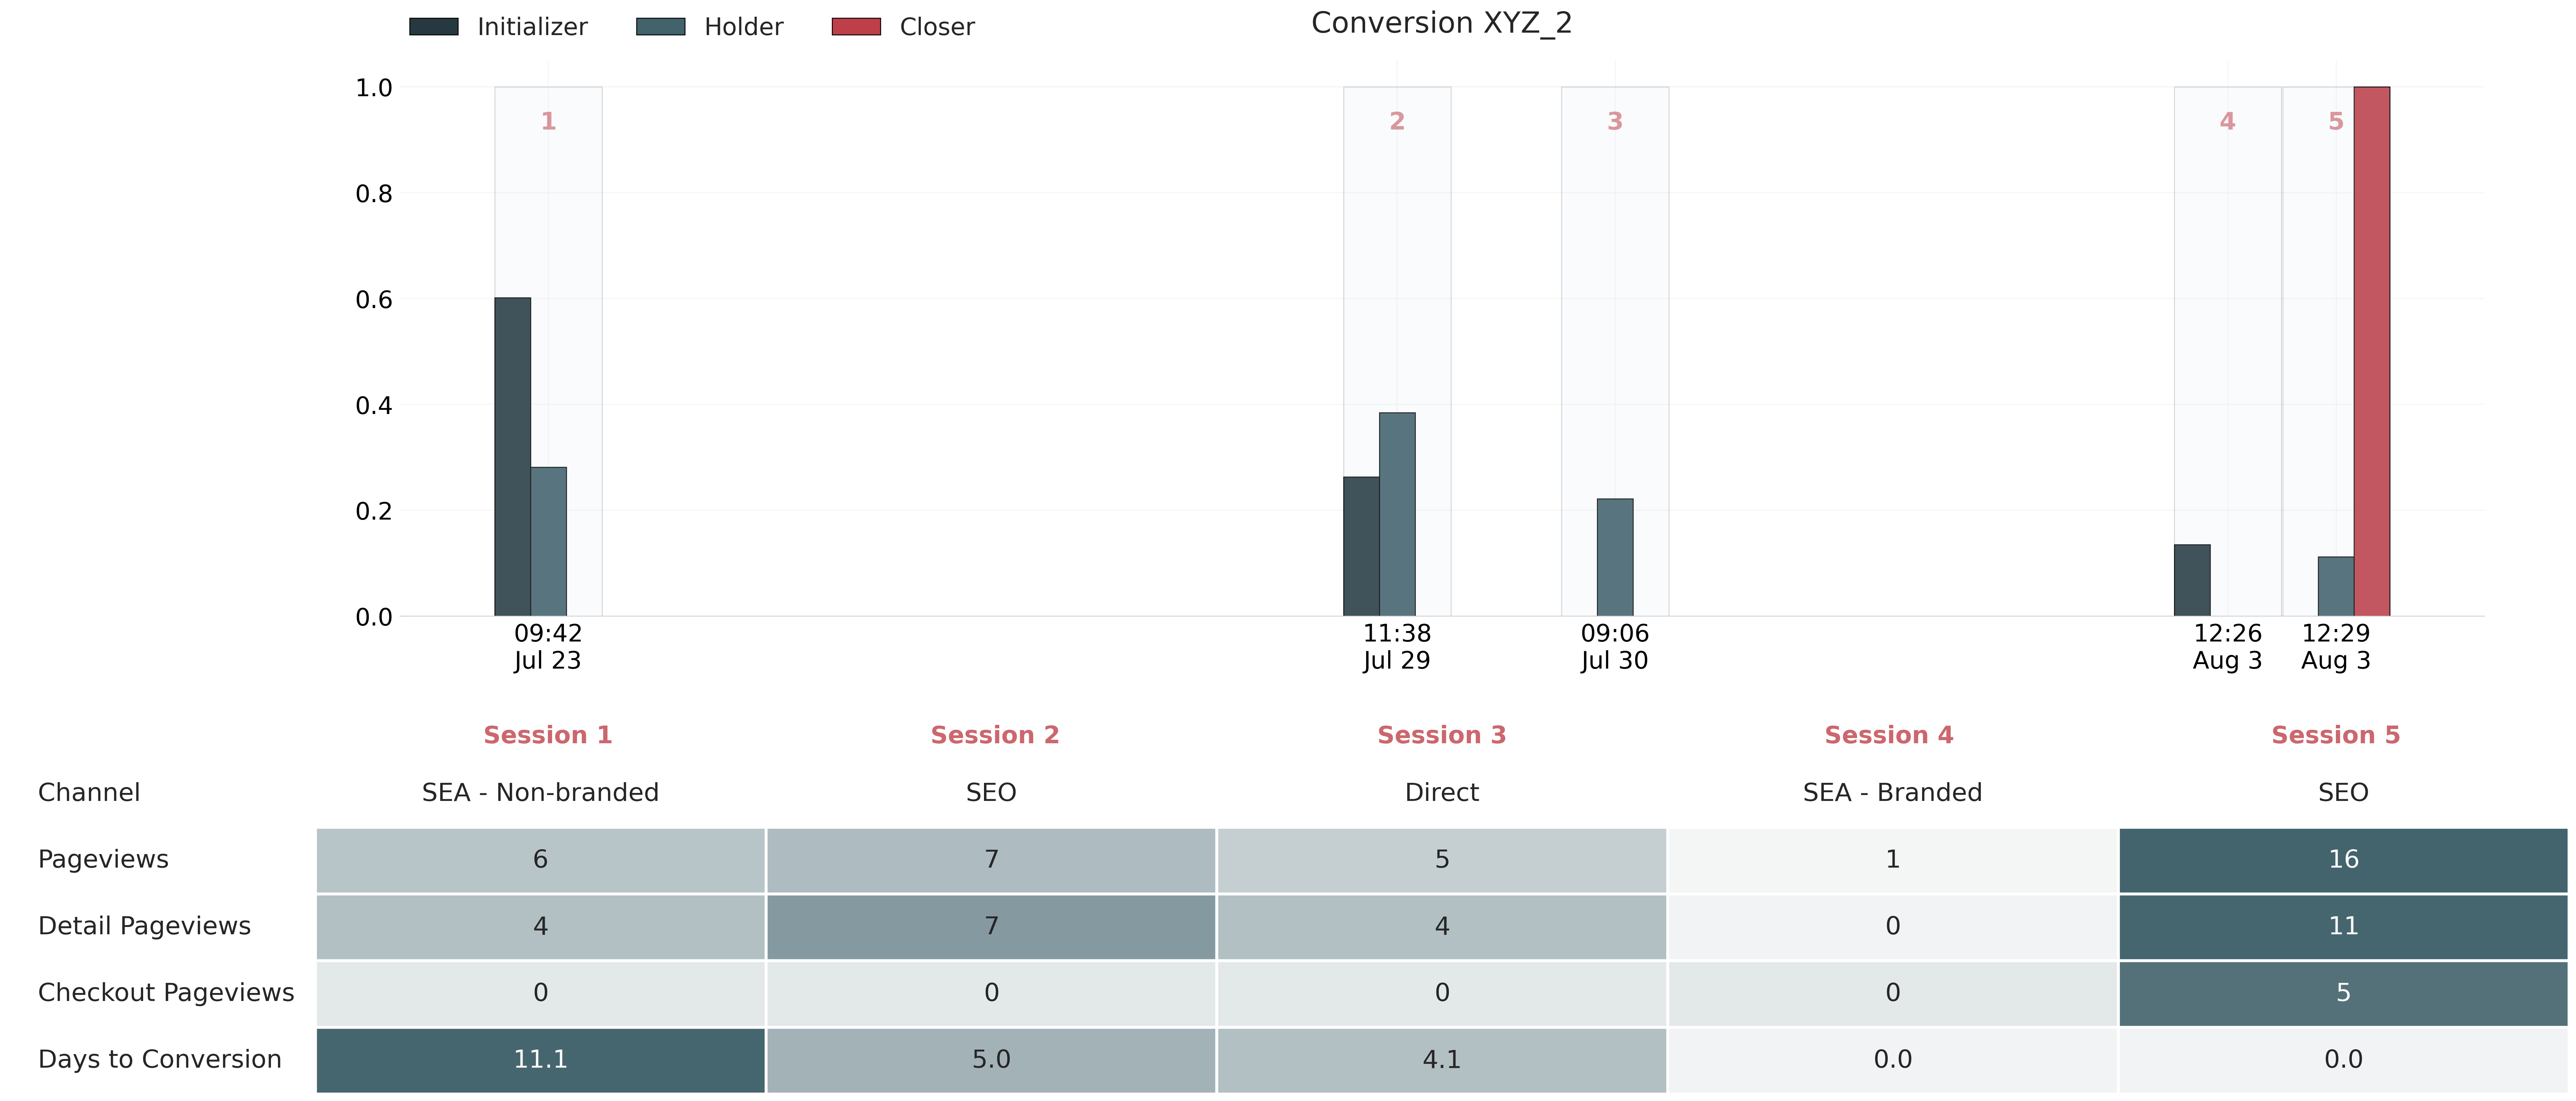 Initializer Holder Closer
Conversion XYZ_2
1.0
0.8
0.6
0.4
0.2
0.0
1 2 3 4 5
09:42 11:38 09:06 12:26 12:29
Jul 23 Jul 29 Jul 30 Aug 3 Aug 3
Session 1 Session 2 Session 3 Session 4 Session 5
Channel SEA - Non-branded SEO Direct SEA - Branded SEO
Pageviews 6 7 5 1 16
Detail Pageviews 4 7 4 0 11
Checkout Pageviews 0 0 0 0 5
Days to Conversion 11.1 5.0 4.1 0.0 0.0